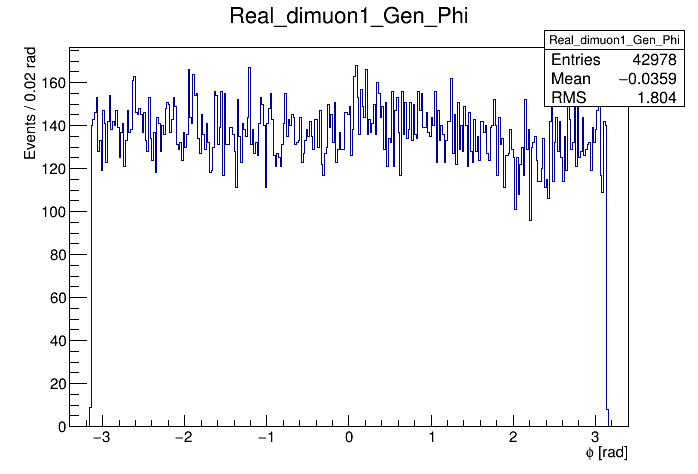 Real_dimuon1_Gen_Phi
Real_dimuon1_Gen_Phi
Entries 42978
Mean −0.0359
RMS 1.804
Events / 0.02 rad
160
140
120
100
80
60
40
20
0
−3 −2 −1 0 1 2 3
ϕ [rad]